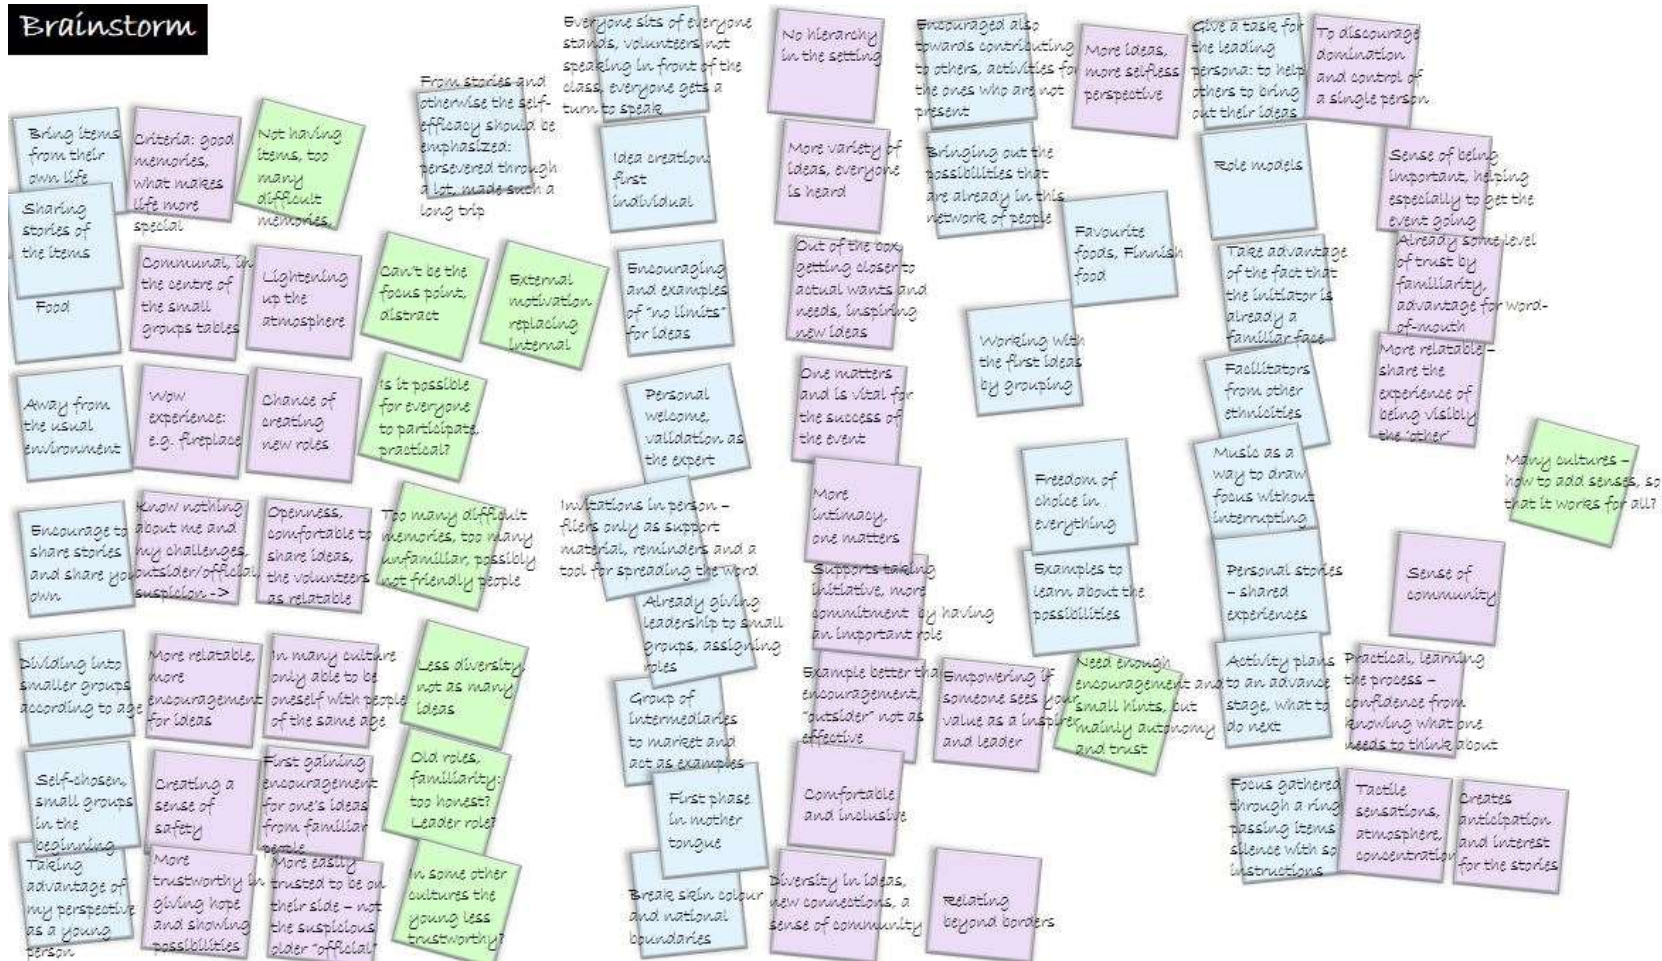 Brainstorm
Bring items
from their
own life
Criteria: good
memories,
what makes
life more
special
Not having
items, too
many
difficult
memories,
Sharing
stories of
the items
Food
Communal, in
the centre of
the small
groups tables
Lightening
up the
atmosphere
Can't be the
focus point,
distract
External
motivation
replacing
internal
Away from
the usual
environment
Wow
experience:
e.g. fireplace
Chance of
creating
new roles
Is it possible
for everyone
to participate,
practical?
Encourage to
share stories
and share you
own
Know nothing
about me and
my challenges,
outsider/official,
suspicion ->
Openness,
comfortable to
share ideas,
the volunteers
as relatable
Too many difficult
memories, too many
unfamiliar, possibly
not friendly people
Dividing into
smaller groups
according to age
More relatable,
more
encouragement
for ideas
In many culture
only able to be
oneself with people
of the same age
Less diversity,
not as many
ideas
Self-chosen,
small groups
in the
beginning
Creating a
sense of
safety
First gaining
encouragement
for one's ideas
from familiar
people
Old roles,
familiarity:
too honest?
Leader role?
Taking
advantage of
my perspective
as a young
person
More
trustworthy in
giving hope
and showing
possibilities
More easily
trusted to be on
their side – not
the suspicious
older "official"
In some other
cultures the
young less
trustworthy?
From stories and
otherwise the self-
efficacy should be
emphasized:
persevered through
a lot, made such a
long trip
Everyone sits of everyone
stands, volunteers not
speaking in front of the
class, everyone gets a
turn to speak
No hierarchy
in the setting
Idea creation:
first
individual
More variety of
ideas, everyone
is heard
Encouraging
and examples
of "no limits"
for ideas
Out of the box,
getting closer to
actual wants and
needs, inspiring
new ideas
Personal
welcome,
validation as
the expert
One matters
and is vital for
the success of
the event
Invitations in person –
fliers only as support
material, reminders and a
tool for spreading the word
More
intimacy,
one matters
Already giving
leadership to small
groups, assigning
roles
Supports taking
initiative, more
commitment by having
an important role
Group of
intermediaries
to market and
act as examples
Example better than
encouragement,
"outsider" not as
effective
Empowering if
someone sees your
value as a inspirer
and leader
Need enough
encouragement and
small hints, but
mainly autonomy
and trust
First phase
in mother
tongue
Comfortable
and inclusive
Break skin colour
and national
boundaries
Diversity in ideas,
new connections, a
sense of community
Relating
beyond borders
Encouraged also
towards contributing
to others, activities for
the ones who are not
present
More ideas,
more selfless
perspective
Bringing out the
possibilities that
are already in this
network of people
Favourite
foods, Finnish
food
Working with
the first ideas
by grouping
Freedom of
choice in
everything
Examples to
learn about the
possibilities
Give a task for
the leading
persona: to help
others to bring
out their ideas
To discourage
domination
and control of
a single person
Role models
Sense of being
important, helping
especially to get the
event going
Take advantage
of the fact that
the initiator is
already a
familiar face
Already some level
of trust by
familiarity,
advantage for word-
of-mouth
Facilitators
from other
ethnicities
More relatable –
share the
experience of
being visibly
the "other"
Music as a
way to draw
focus without
interrupting
Many cultures –
how to add senses, so
that it works for all?
Personal stories
– shared
experiences
Sense of
community
Activity plans
to an advance
stage, what to
do next
Practical, learning
the process –
confidence from
knowing what one
needs to think about
Focus gathered
through a ring
passing items
silence with so
instructions
Tactile
sensations,
atmosphere,
concentration
Creates
anticipation
and interest
for the stories